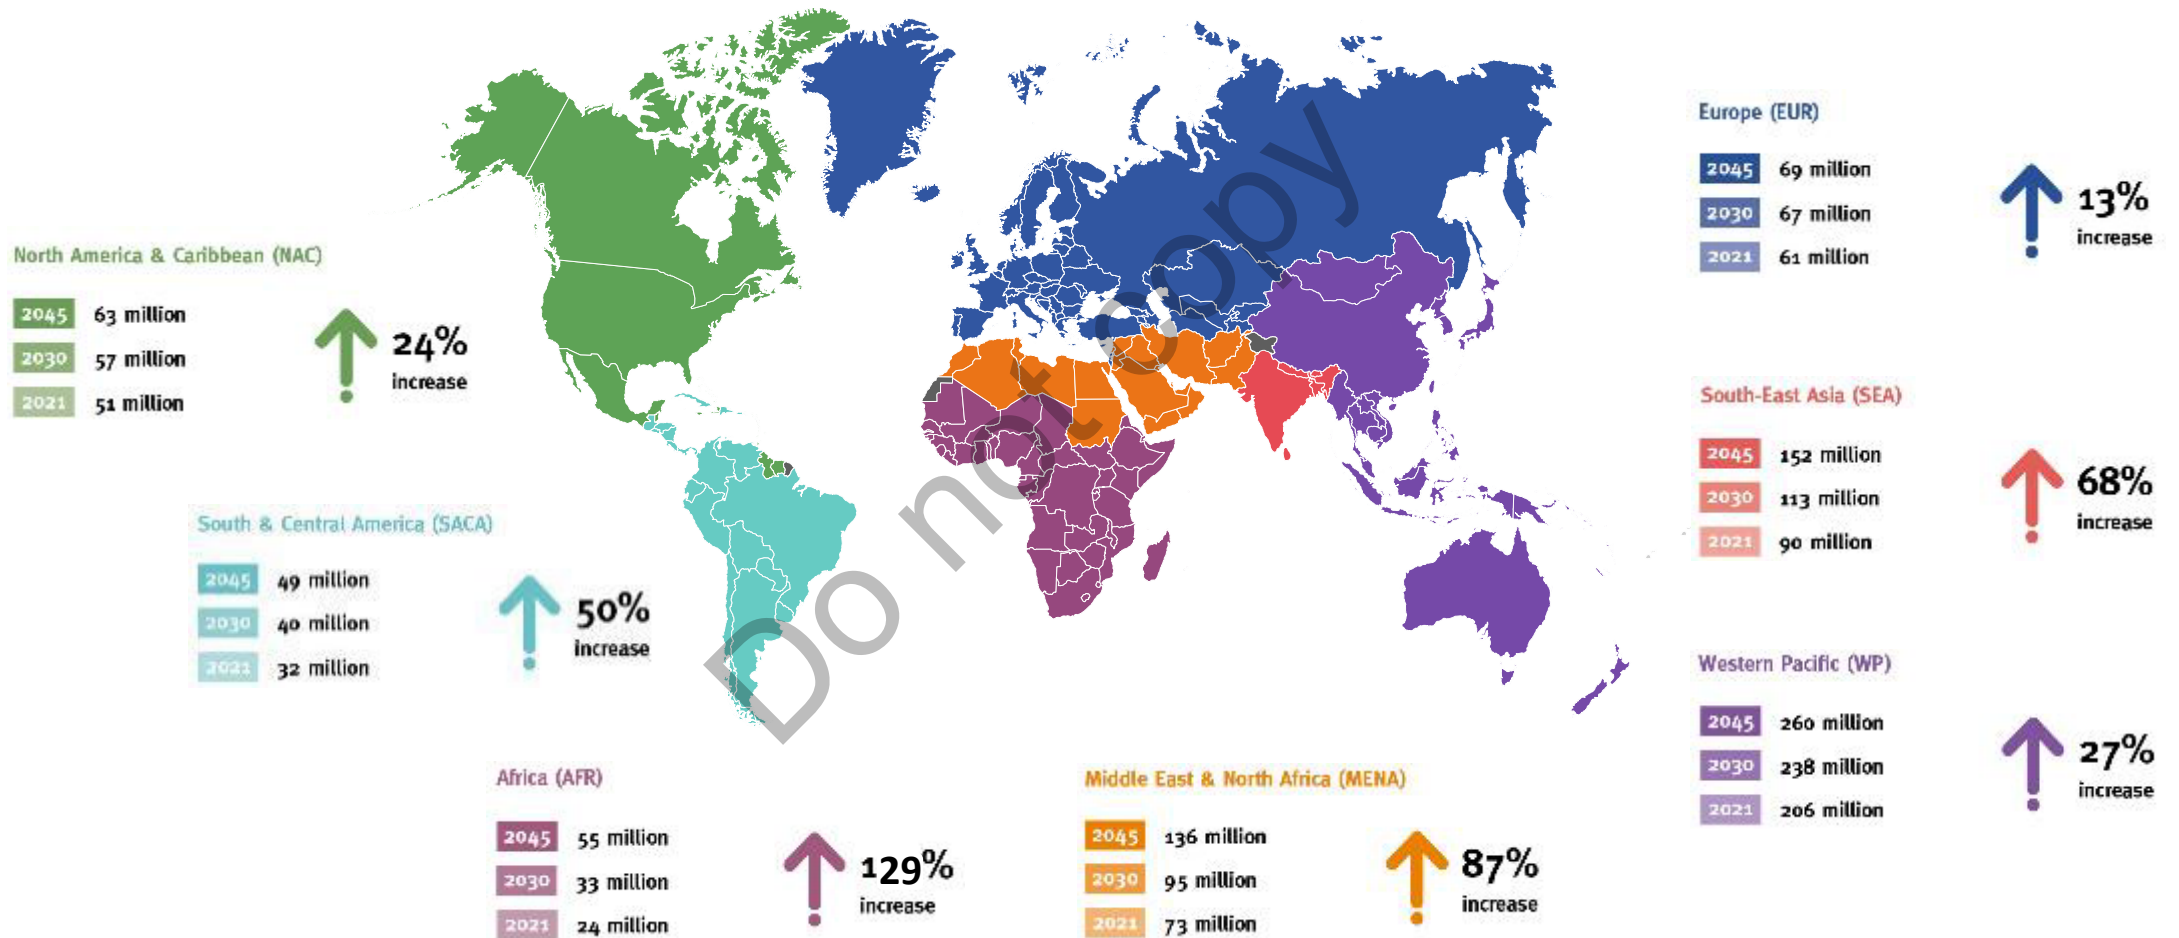 Europe (EUR)
2045 69 million
2030 67 million
2021 61 million
13%
increase
North America & Caribbean (NAC)
2045 63 million
2030 57 million
2021 51 million
24%
increase
South-East Asia (SEA)
2045 152 million
2030 113 million
2021 90 million
68%
increase
South & Central America (SACA)
2045 49 million
2030 40 million
2021 32 million
50%
increase
Western Pacific (WP)
2045 260 million
2030 238 million
2021 206 million
27%
increase
Africa (AFR)
2045 55 million
2030 33 million
2021 24 million
129%
increase
Middle East & North Africa (MENA)
2045 136 million
2030 95 million
2021 73 million
87%
increase
Do not copy